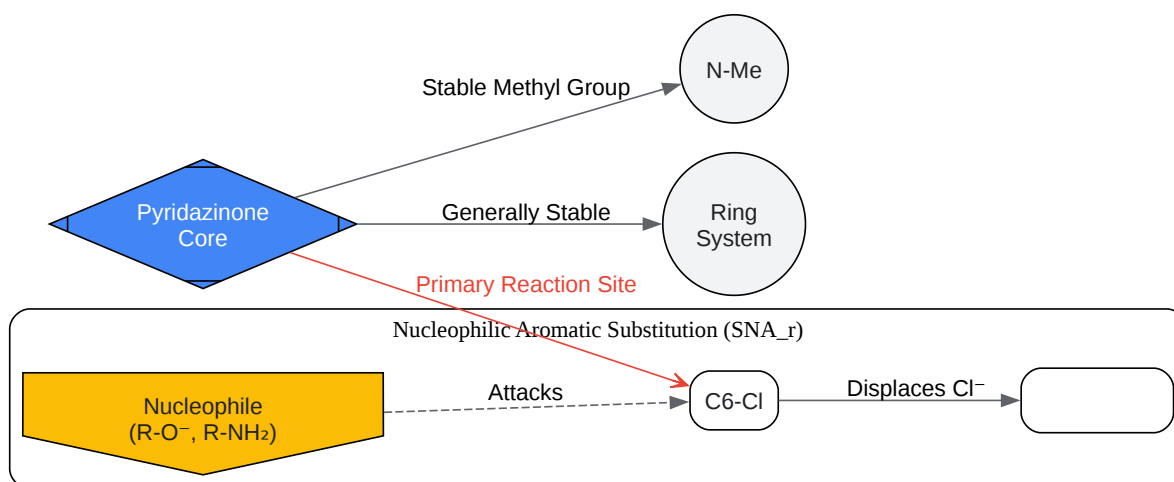 N-Me
Stable Methyl Group
Pyridazinone
Core
Generally Stable
Ring
System
Primary Reaction Site
Nucleophilic Aromatic Substitution (SNA_r)
Nucleophile
(R-O⁻, R-NH₂)
Attacks
C6-Cl
Displaces Cl⁻